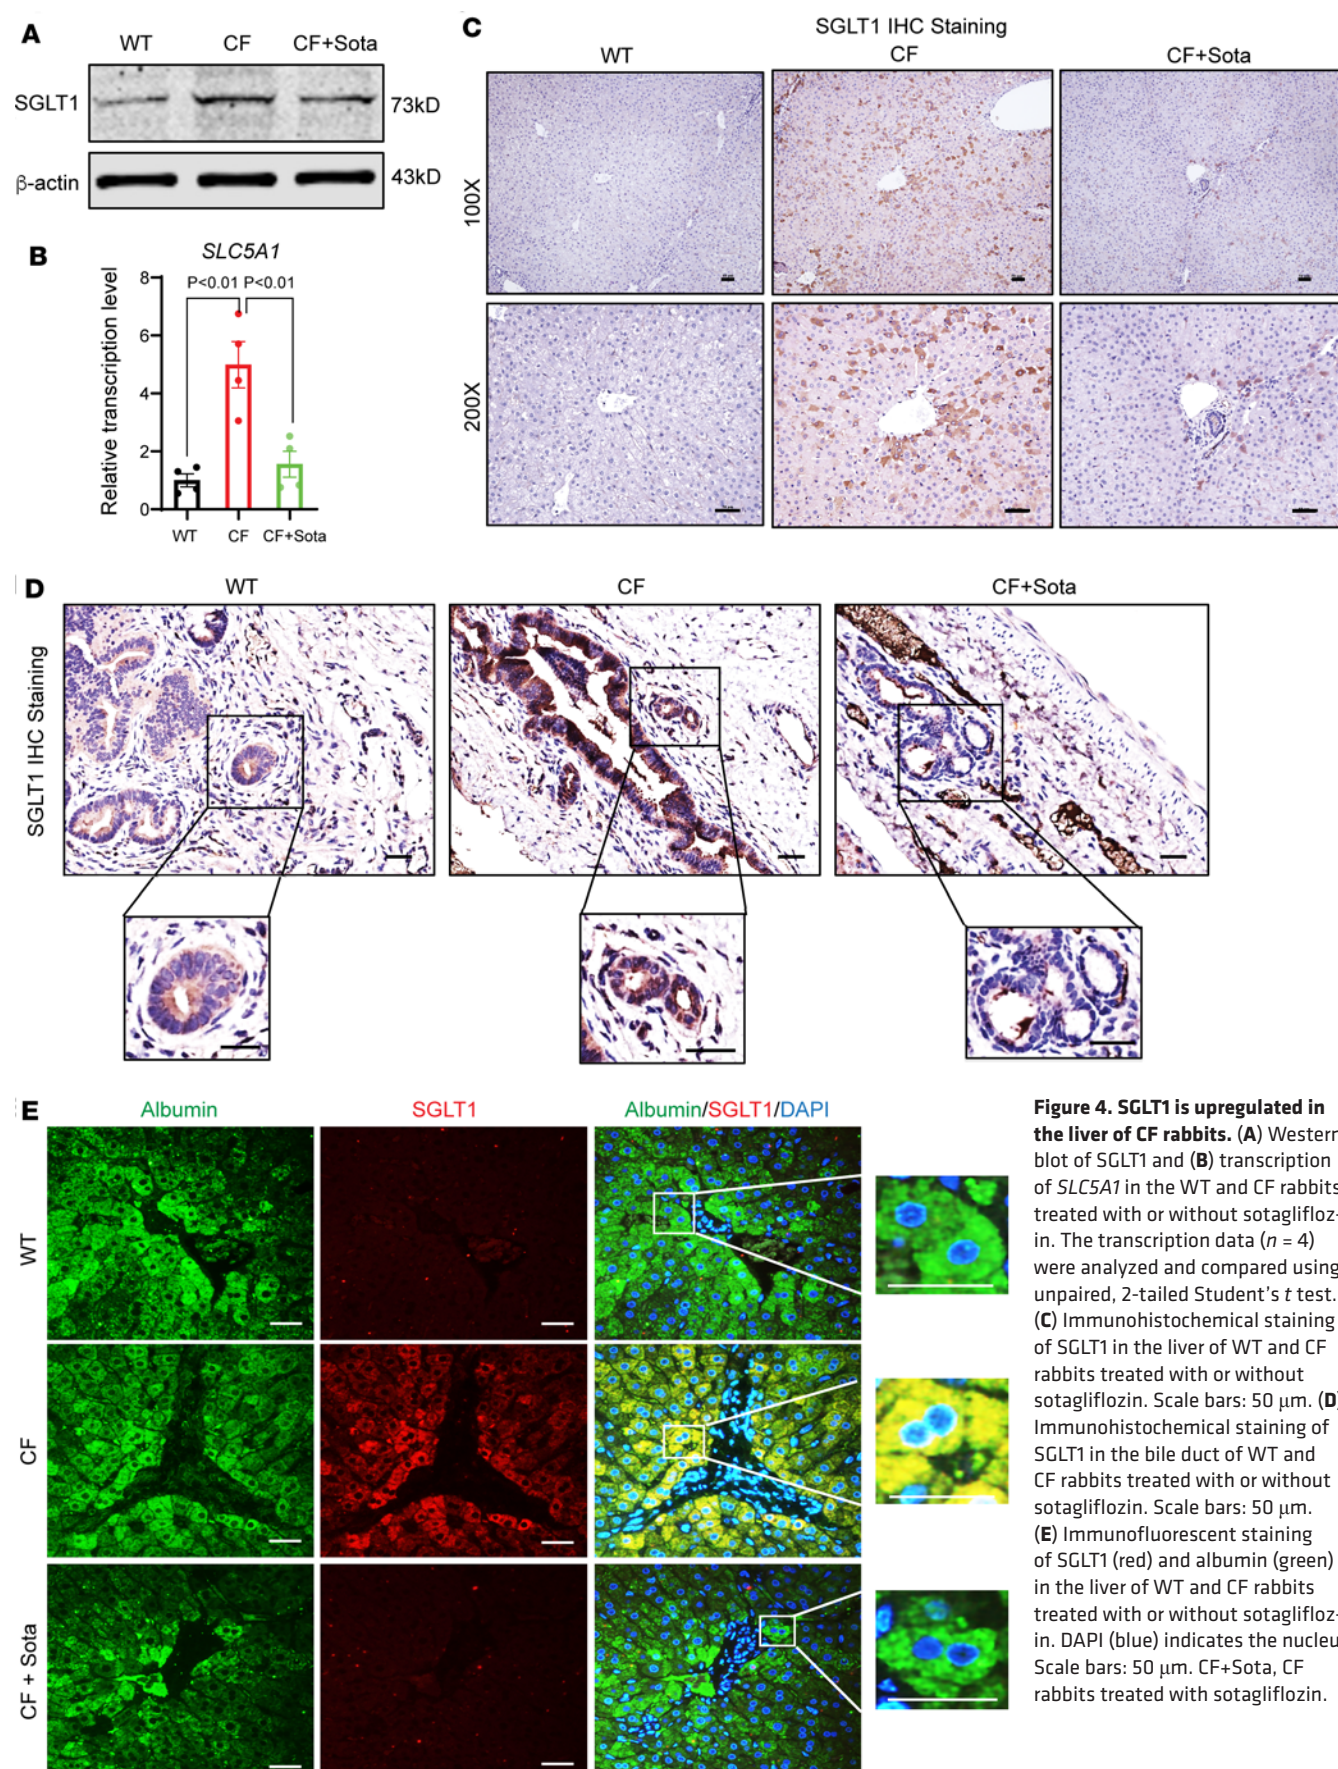 A
WT CF CF+Sota
SGLT1 73kD
β-actin 43kD
B
SLC5A1
Relative transcription level
8
6
4
2
0
P<0.01 P<0.01
WT CF CF+Sota
C
SGLT1 IHC Staining
WT CF CF+Sota
100X
200X
D
WT CF CF+Sota
SGLT1 IHC Staining
E
Albumin SGLT1 Albumin/SGLT1/DAPI
WT
CF
CF + Sota
Figure 4. SGLT1 is upregulated in
the liver of CF rabbits. (A) Western
blot of SGLT1 and (B) transcription
of SLC5A1 in the WT and CF rabbits
treated with or without sotaglifloz-
in. The transcription data (n = 4)
were analyzed and compared using
unpaired, 2-tailed Student's t test.
(C) Immunohistochemical staining
of SGLT1 in the liver of WT and CF
rabbits treated with or without
sotagliflozin. Scale bars: 50 μm. (D)
Immunohistochemical staining of
SGLT1 in the bile duct of WT and
CF rabbits treated with or without
sotagliflozin. Scale bars: 50 μm.
(E) Immunofluorescent staining
of SGLT1 (red) and albumin (green)
in the liver of WT and CF rabbits
treated with or without sotaglifloz-
in. DAPI (blue) indicates the nucleu
Scale bars: 50 μm. CF+Sota, CF
rabbits treated with sotagliflozin.